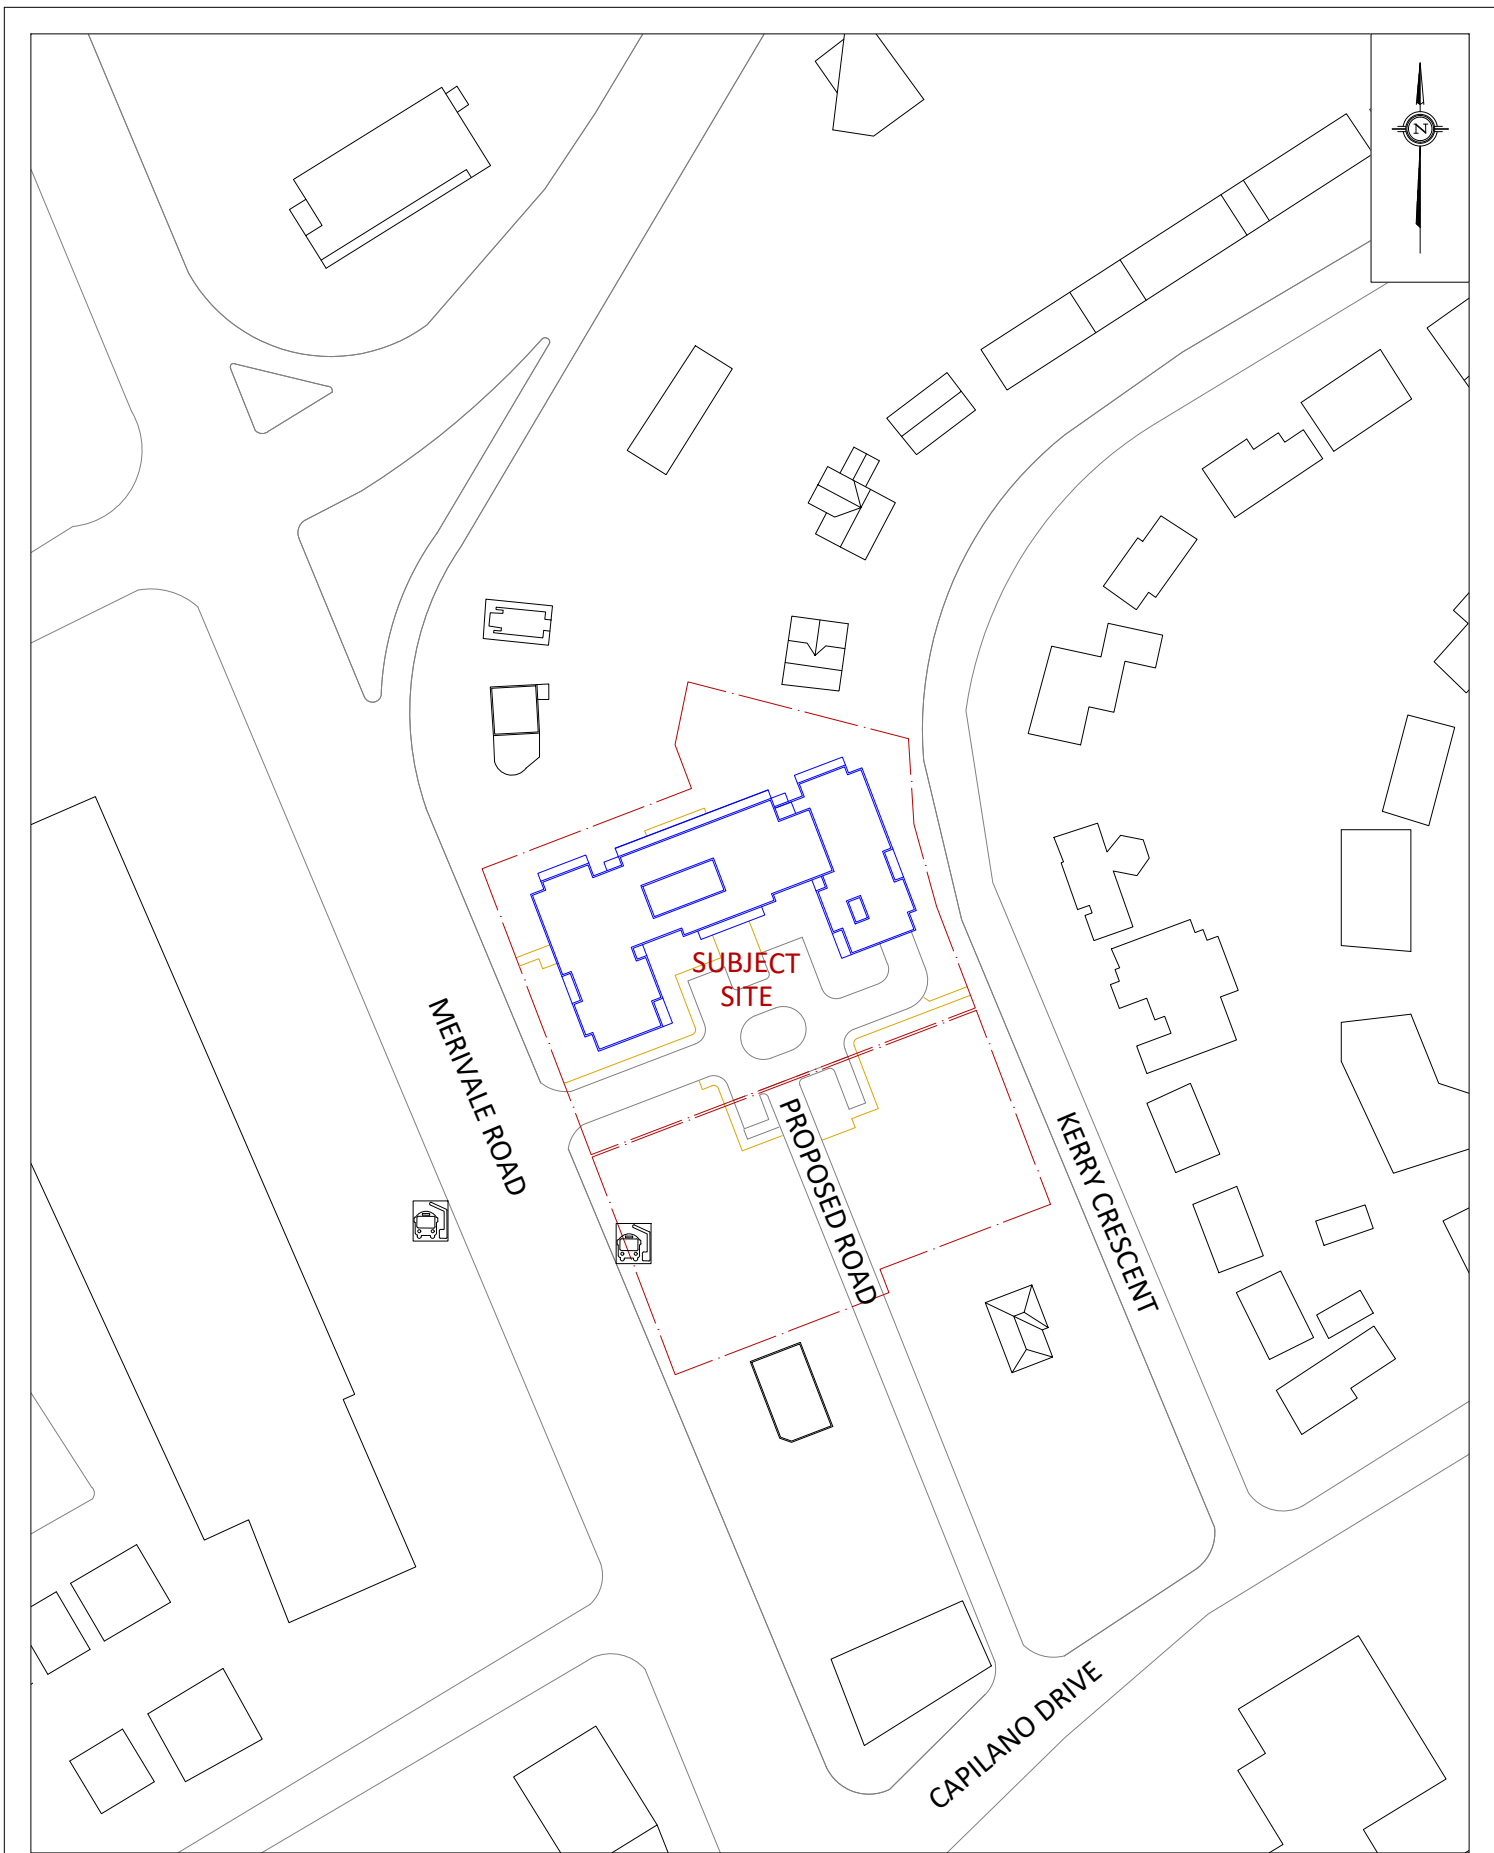 N
SUBJECT
SITE
MERIVALE ROAD
PROPOSED ROAD
KERRY CRESCENT
CAPILANO DRIVE